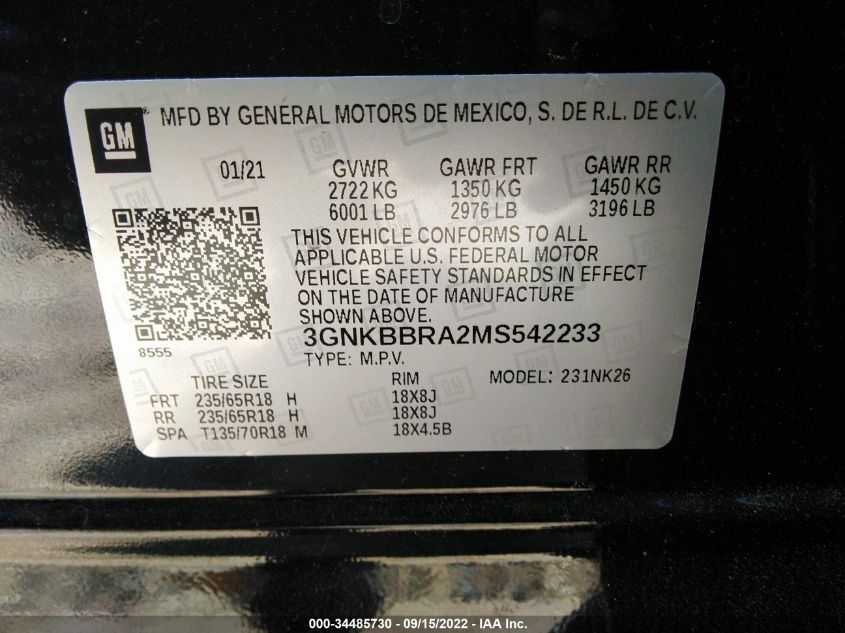 GM
MFD BY GENERAL MOTORS DE MEXICO, S. DE R.L. DE C.V.
01/21 GVWR GAWR FRT GAWR RR
2722 KG 1350 KG 1450 KG
6001 LB 2976 LB 3196 LB
THIS VEHICLE CONFORMS TO ALL
APPLICABLE U.S. FEDERAL MOTOR
VEHICLE SAFETY STANDARDS IN EFFECT
ON THE DATE OF MANUFACTURE
SHOWN ABOVE.
8555
3GNKBBRA2MS542233
TYPE: M.P.V.
TIRE SIZE RIM MODEL: 231NK26
FRT 235/65R18 H 18X8J
RR 235/65R18 H 18X8J
SPA T135/70R18 M 18X4.5B
000-34485730 - 09/15/2022 - IAA Inc.